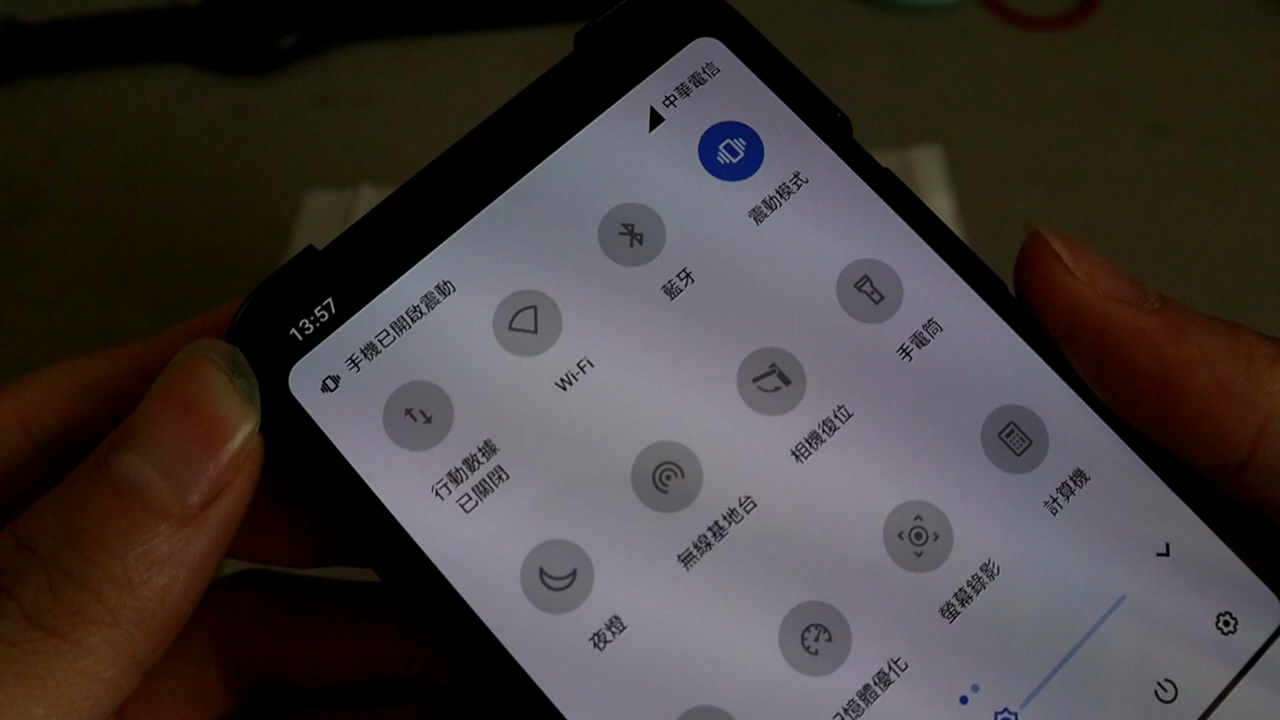 13:57
手機已開啟震動
中華電信
行動數據
已關閉
Wi-Fi
藍牙
震動模式
夜燈
無線基地台
相機復位
手電筒
記憶體優化
螢幕錄影
計算機